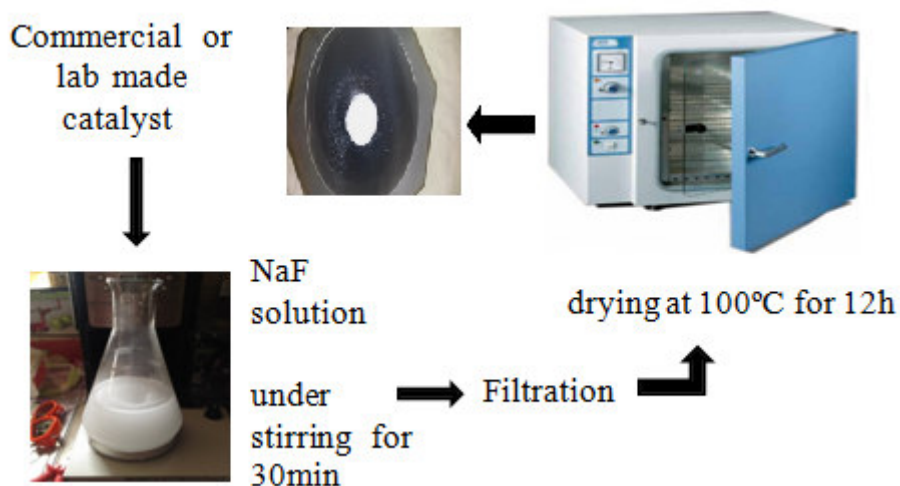 Commercial or
lab made
catalyst
NaF
solution
under
stirring for
30min
Filtration
drying at 100ºC for 12h